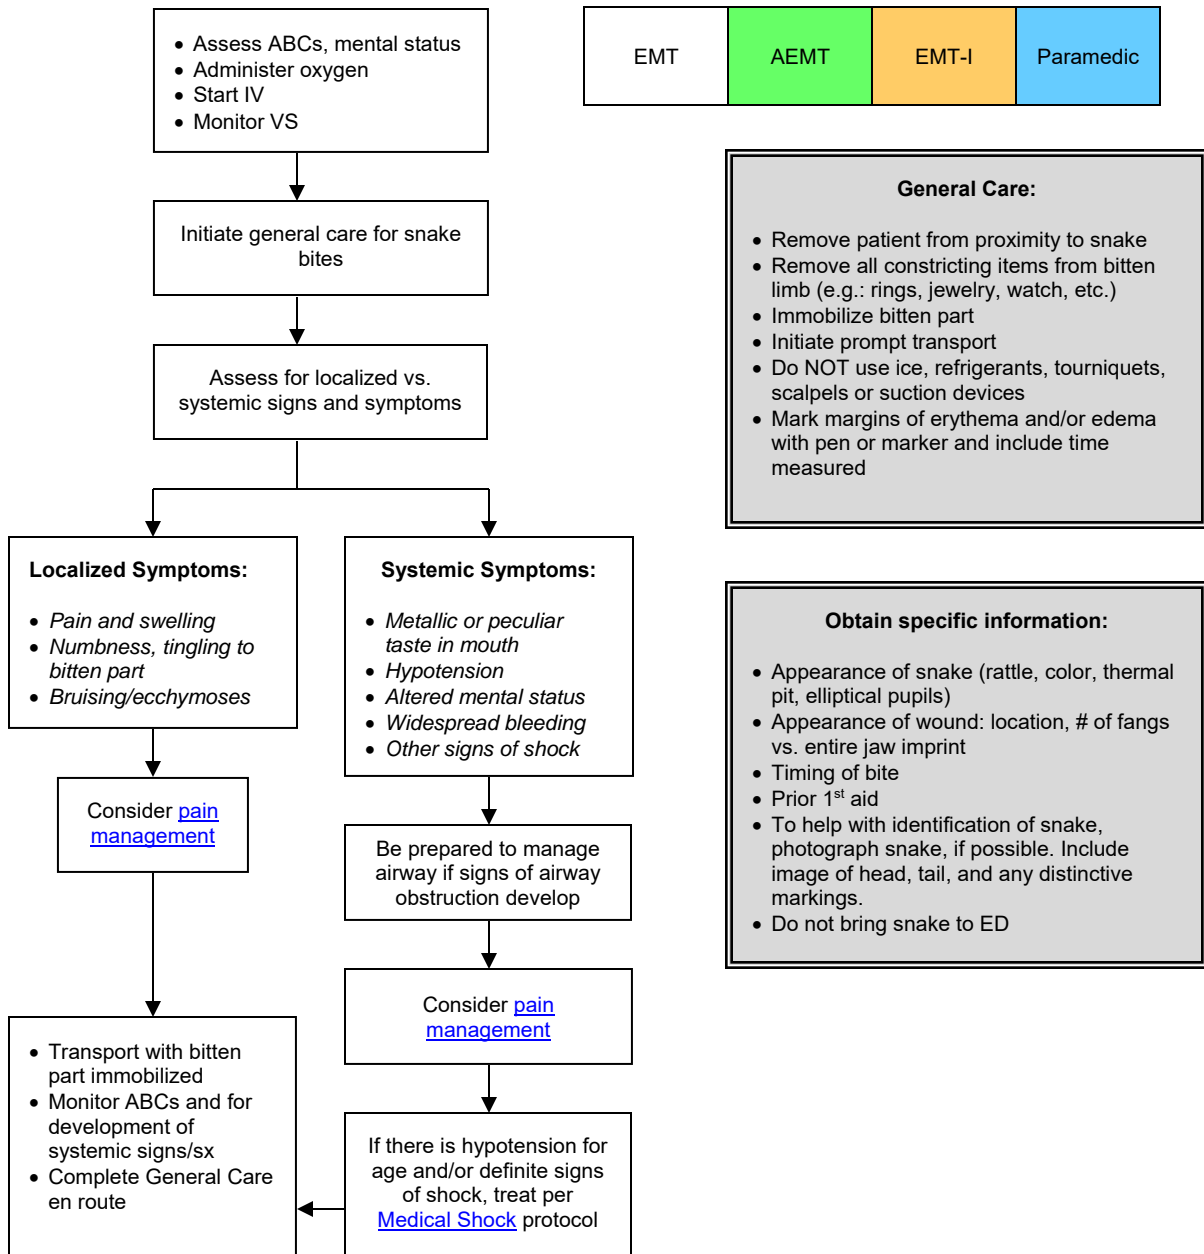 • Assess ABCs, mental status
• Administer oxygen
• Start IV
• Monitor VS
EMT
AEMT
EMT-I
Paramedic
Initiate general care for snake
bites
Assess for localized vs.
systemic signs and symptoms
General Care:
• Remove patient from proximity to snake
• Remove all constricting items from bitten
limb (e.g.: rings, jewelry, watch, etc.)
• Immobilize bitten part
• Initiate prompt transport
• Do NOT use ice, refrigerants, tourniquets,
scalpels or suction devices
• Mark margins of erythema and/or edema
with pen or marker and include time
measured
Localized Symptoms:
• Pain and swelling
• Numbness, tingling to
bitten part
• Bruising/ecchymoses
Systemic Symptoms:
• Metallic or peculiar
taste in mouth
• Hypotension
• Altered mental status
• Widespread bleeding
• Other signs of shock
Obtain specific information:
• Appearance of snake (rattle, color, thermal
pit, elliptical pupils)
• Appearance of wound: location, # of fangs
vs. entire jaw imprint
• Timing of bite
• Prior 1st aid
• To help with identification of snake,
photograph snake, if possible. Include
image of head, tail, and any distinctive
markings.
• Do not bring snake to ED
Consider pain
management
Be prepared to manage
airway if signs of airway
obstruction develop
Consider pain
management
• Transport with bitten
part immobilized
• Monitor ABCs and for
development of
systemic signs/sx
• Complete General Care
en route
If there is hypotension for
age and/or definite signs
of shock, treat per
Medical Shock protocol